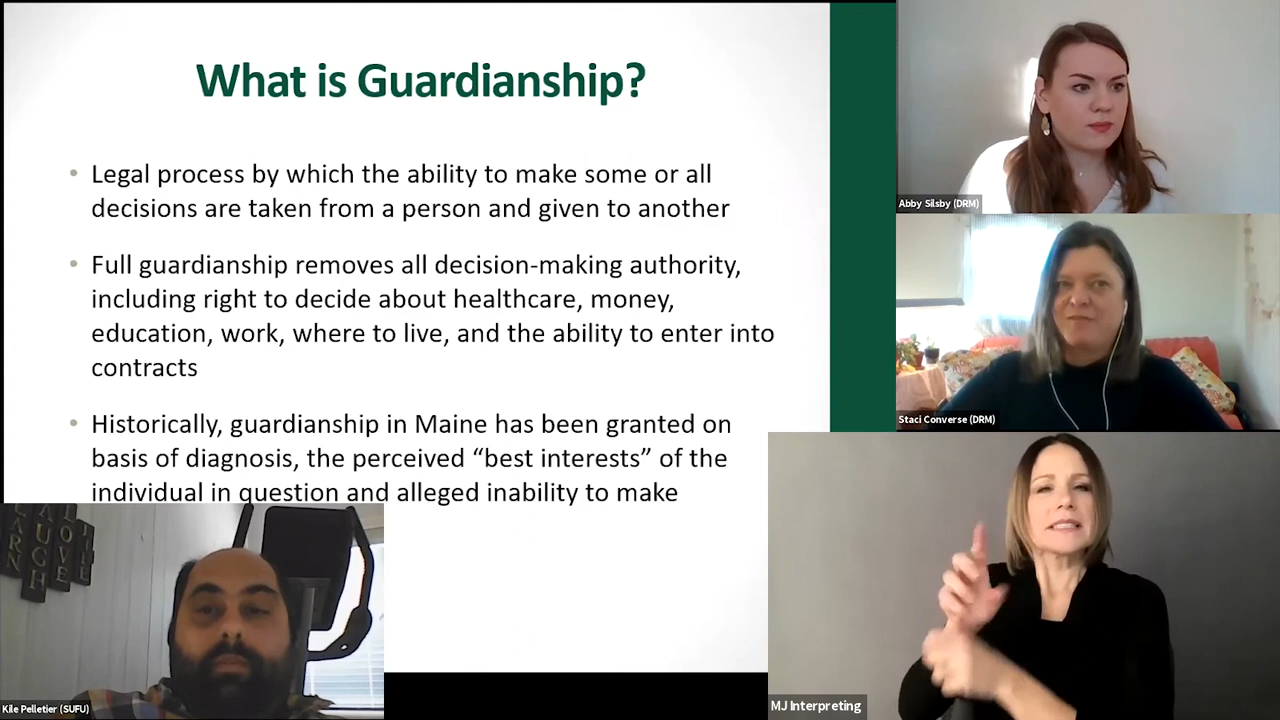 What is Guardianship?
• Legal process by which the ability to make some or all
decisions are taken from a person and given to another
• Full guardianship removes all decision-making authority,
including right to decide about healthcare, money,
education, work, where to live, and the ability to enter into
contracts
• Historically, guardianship in Maine has been granted on
basis of diagnosis, the perceived “best interests” of the
individual in question and alleged inability to make
Abby Silsby (DRM)
Staci Converse (DRM)
LOVE
Kile Pelletier (SUFU)
MJ Interpreting